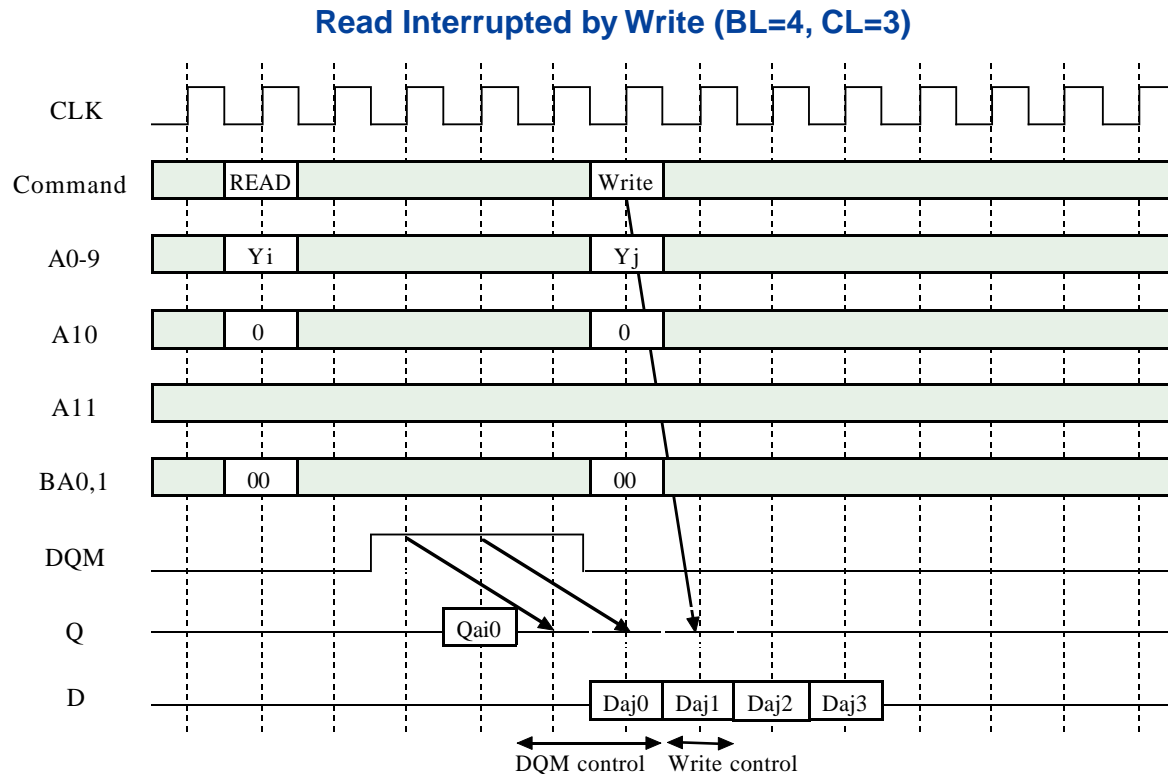 Read Interrupted by Write (BL=4, CL=3)
CLK
Command READ Write
A0-9 Yi Yj
A10 0 0
A11
BA0,1 00 00
DQM
Q Qai0
D Daj0 Daj1 Daj2 Daj3
DQM control Write control